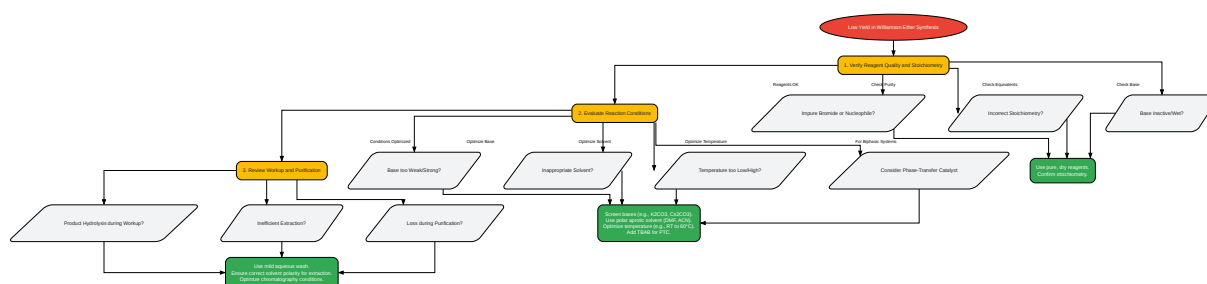 Low Yield in Williamson Ether Synthesis
1. Verify Reagent Quality and Stoichiometry
Reagents OK
Check Purity
Check Equivalents
Check Base
2. Evaluate Reaction Conditions
Impure Bromide or Nucleophile?
Incorrect Stoichiometry?
Base Inactive/Wet?
Conditions Optimized
Optimize Base
Optimize Solvent
Optimize Temperature
For Biphasic Systems
3. Review Workup and Purification
Base too Weak/Strong?
Inappropriate Solvent?
Temperature too Low/High?
Consider Phase-Transfer Catalyst
Use pure, dry reagents.
Confirm stoichiometry.
Product Hydrolysis during Workup?
Inefficient Extraction?
Loss during Purification?
Screen bases (e.g., K2CO3, Cs2CO3).
Use polar aprotic solvent (DMF, ACN).
Optimize temperature (e.g., RT to 60°C).
Add TBAB for PTC.
Use mild aqueous wash.
Ensure correct solvent polarity for extraction.
Optimize chromatography conditions.